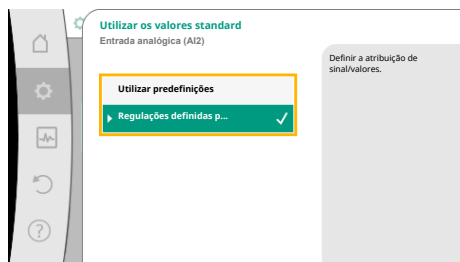 Utilizar os valores standard
Entrada analógica (AI2)
Definir a atribuição de
sinal/valores.
Utilizar predefinições
Regulações definidas p...
?